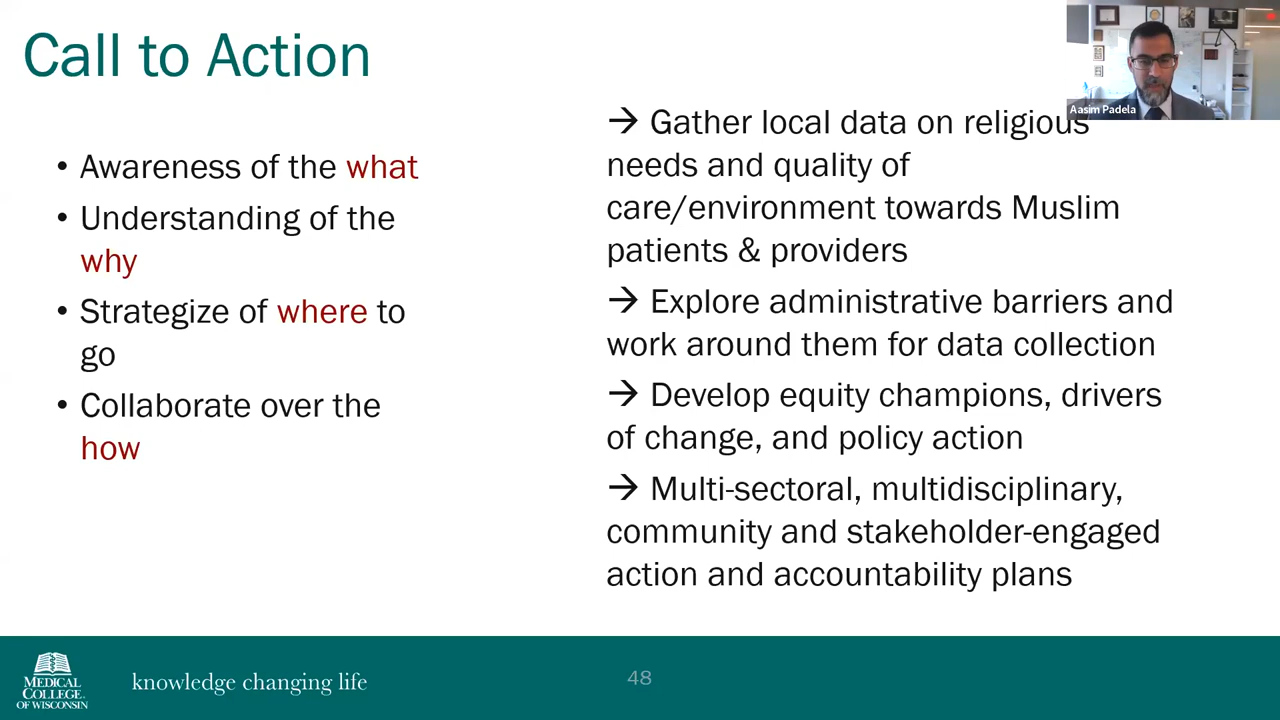 Call to Action
Aasim Padela
• Awareness of the what
• Understanding of the
why
• Strategize of where to
go
• Collaborate over the
how
→ Gather local data on religious
needs and quality of
care/environment towards Muslim
patients & providers
→ Explore administrative barriers and
work around them for data collection
→ Develop equity champions, drivers
of change, and policy action
→ Multi-sectoral, multidisciplinary,
community and stakeholder-engaged
action and accountability plans
MEDICAL
COLLEGE
OF WISCONSIN
knowledge changing life
48